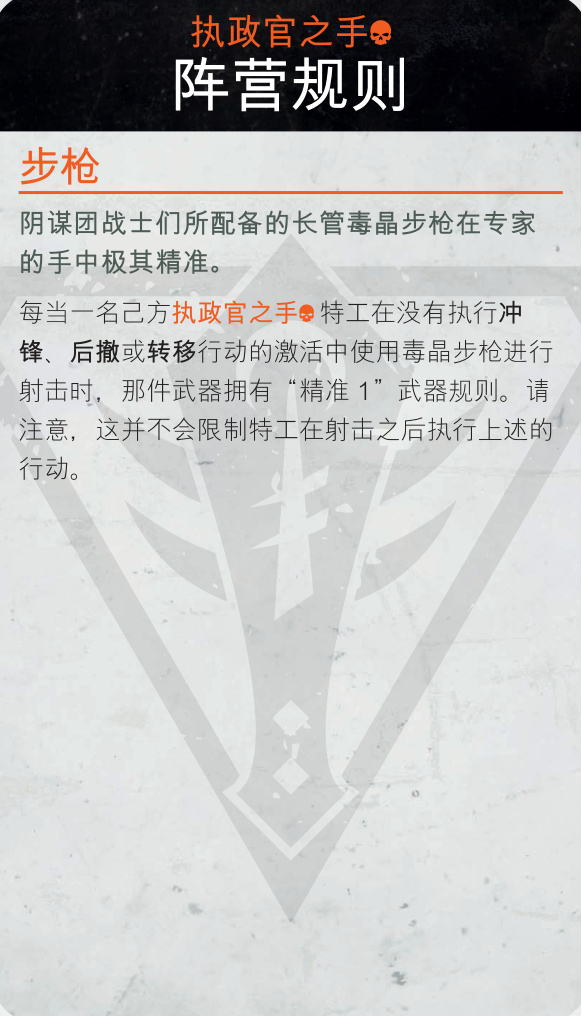 执政官之手
阵营规则
步枪
阴谋团战士们所配备的长管毒晶步枪在专家
的手中极其精准。
每当一名己方执政官之手 特工在没有执行冲
锋、后撤或转移行动的激活中使用毒晶步枪进行
射击时，那件武器拥有“精准 1”武器规则。请
注意，这并不会限制特工在射击之后执行上述的
行动。